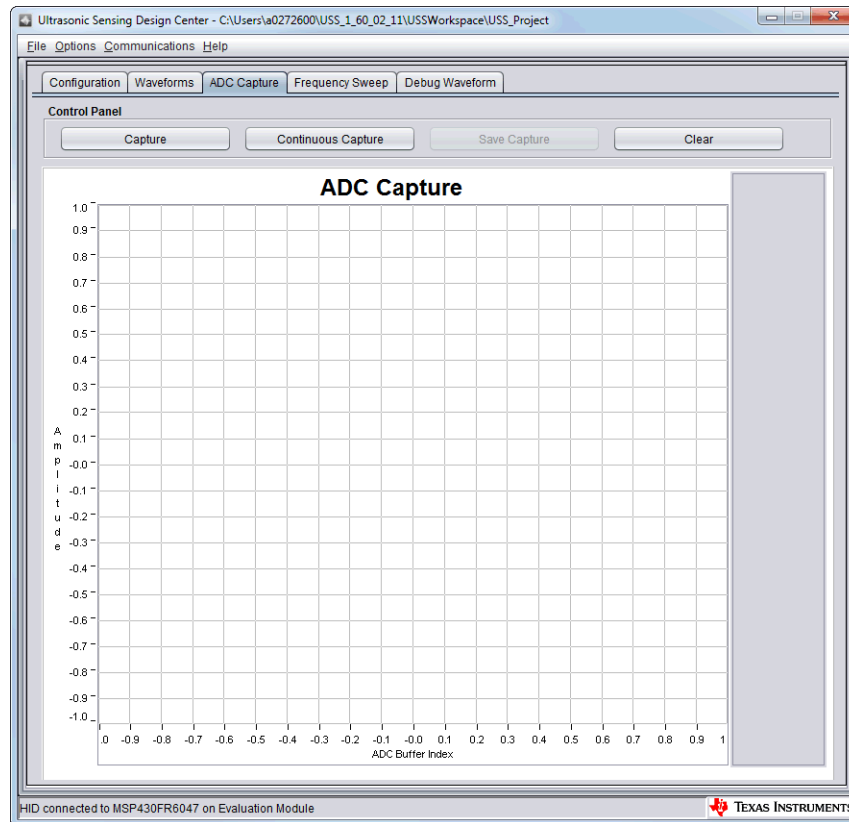 Ultrasonic Sensing Design Center - C:\Users\a0272600\USS_1_60_02_11\USSWorkspace\USS_Project
File Options Communications Help
Configuration Waveforms ADC Capture Frequency Sweep Debug Waveform
Control Panel
Capture Continuous Capture Save Capture Clear
ADC Capture
1.0
0.9
0.8
0.7
0.6
0.5
0.4
0.3
0.2
0.1
-0.0
-0.1
-0.2
-0.3
-0.4
-0.5
-0.6
-0.7
-0.8
-0.9
-1.0
Amplitude
.0 -0.9 -0.8 -0.7 -0.6 -0.5 -0.4 -0.3 -0.2 -0.1 -0.0 0.1 0.2 0.3 0.4 0.5 0.6 0.7 0.8 0.9 1
ADC Buffer Index
HID connected to MSP430FR6047 on Evaluation Module
TEXAS INSTRUMENTS